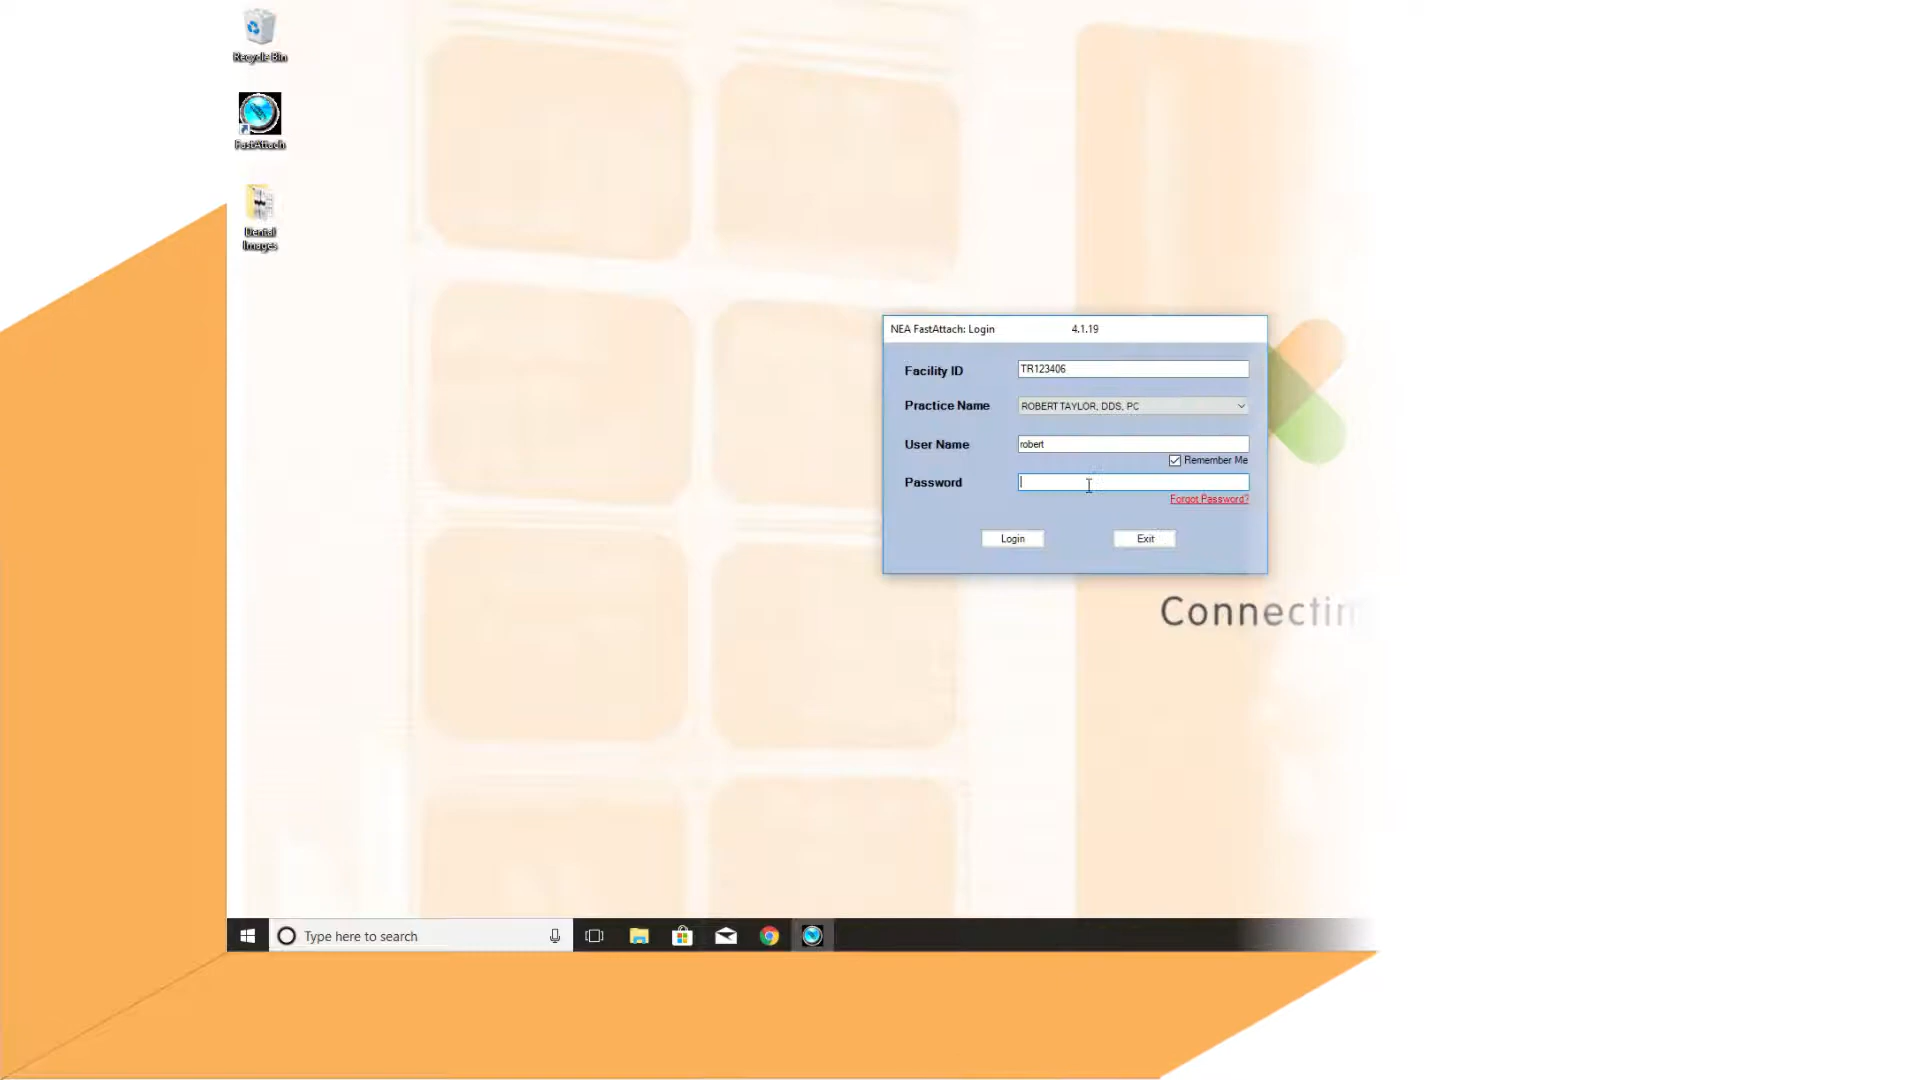 Recycle Bin
FastAttach
Dental
Images
NEA FastAttach: Login 4.1.19
Facility ID TR123406
Practice Name ROBERT TAYLOR, DDS, PC
User Name robert
Remember Me
Password
Forgot Password?
Login Exit
Connectin
Type here to search